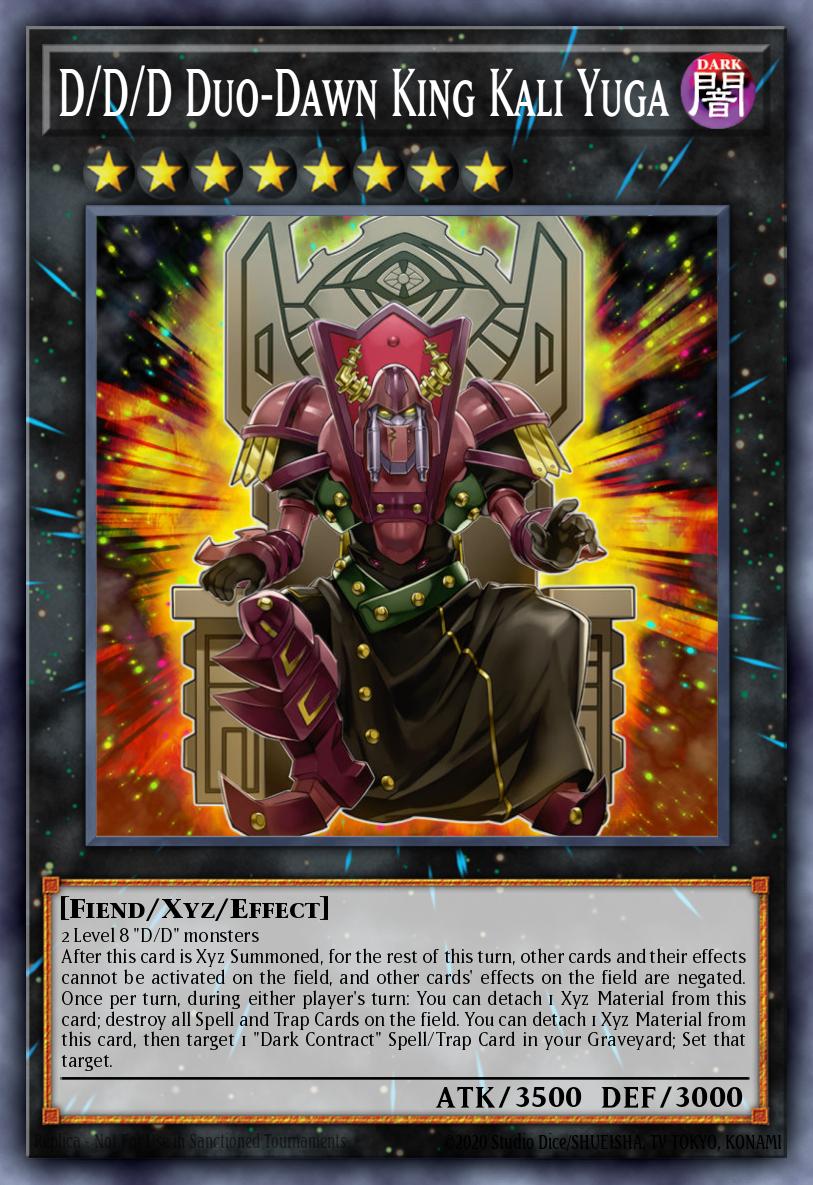 D/D/D Duo-Dawn King Kali Yuga
DARK
闇
[Fiend/Xyz/Effect]
2 Level 8 "D/D" monsters
After this card is Xyz Summoned, for the rest of this turn, other cards and their effects
cannot be activated on the field, and other cards' effects on the field are negated.
Once per turn, during either player's turn: You can detach 1 Xyz Material from this
card; destroy all Spell and Trap Cards on the field. You can detach 1 Xyz Material from
this card, then target 1 "Dark Contract" Spell/Trap Card in your Graveyard; Set that
target.
ATK/3500 DEF/3000
Replica - Not For Use in Sanctioned Tournaments
©2020 Studio Dice/SHUEISHA, TV TOKYO, KONAMI